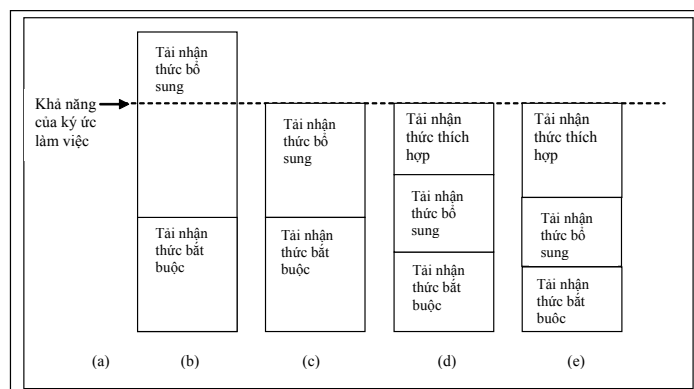 Tải nhận
thức bổ
sung
Khả năng
của ký ức
làm việc
Tải nhận
thức bắt
buộc
Tải nhận
thức bổ
sung
Tải nhận
thức bắt
buộc
Tải nhận
thức thích
hợp
Tải nhận
thức bổ
sung
Tải nhận
thức bắt
buộc
Tải nhận
thức thích
hợp
Tải nhận
thức bổ
sung
Tải nhận
thức bắt
buôc
(a) (b) (c) (d) (e)